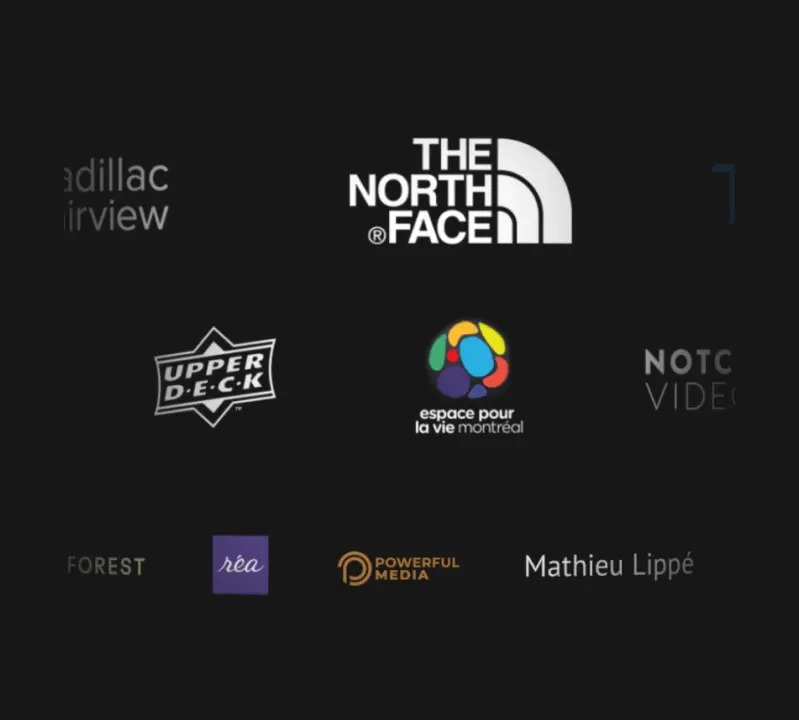 adillac
irview
THE
NORTH
®FACE
UPPER
D·E·C·K
™
espace pour
la vie montréal
NOTC
VIDE
FOREST
réa
POWERFUL
MEDIA
Mathieu Lippé